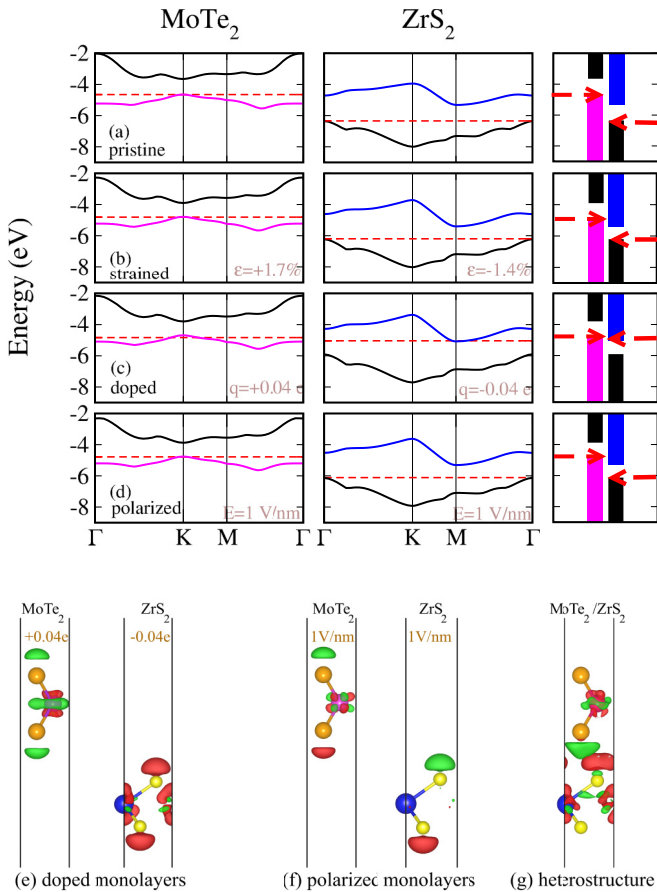 MoTe2 ZrS2
Energy (eV)
-2
-4
-6
-8
(a)
pristine
-2
-4
-6
-8
(b)
strained
ε=+1.7%
ε=-1.4%
-2
-4
-6
-8
(c)
doped
q=+0.04 e
q=-0.04 e
-2
-4
-6
-8
(d)
polarized
E=1 V/nm
E=1 V/nm
Γ K M Γ Γ K M Γ
MoTe2 ZrS2 MoTe2 ZrS2 MoTe2/ZrS2
+0.04e -0.04e 1V/nm 1V/nm
(e) doped monolayers (f) polarized monolayers (g) heterostructure